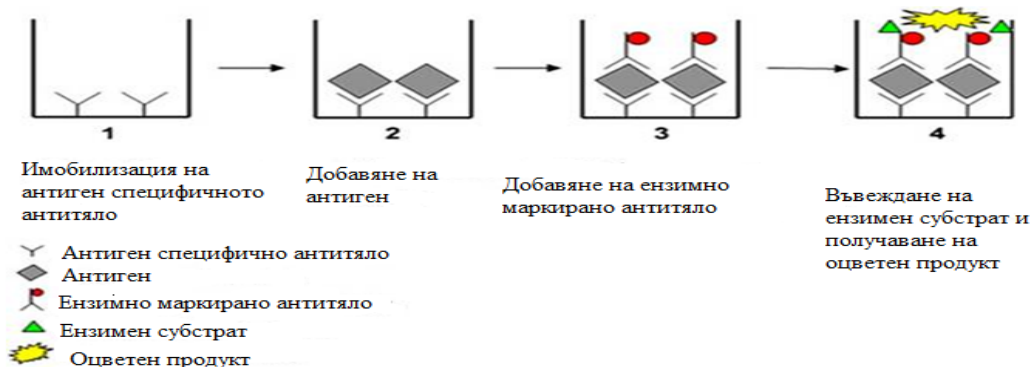 1
2
3
4
Имобилизация на
антиген специфичното
антитяло
Добавяне на
антиген
Добавяне на ензимно
маркирано антитяло
Въвеждане на
ензимен субстрат и
получаване на
оцветен продукт
Антиген специфично антитяло
Антиген
Ензимно маркирано антитяло
Ензимен субстрат
Оцветен продукт